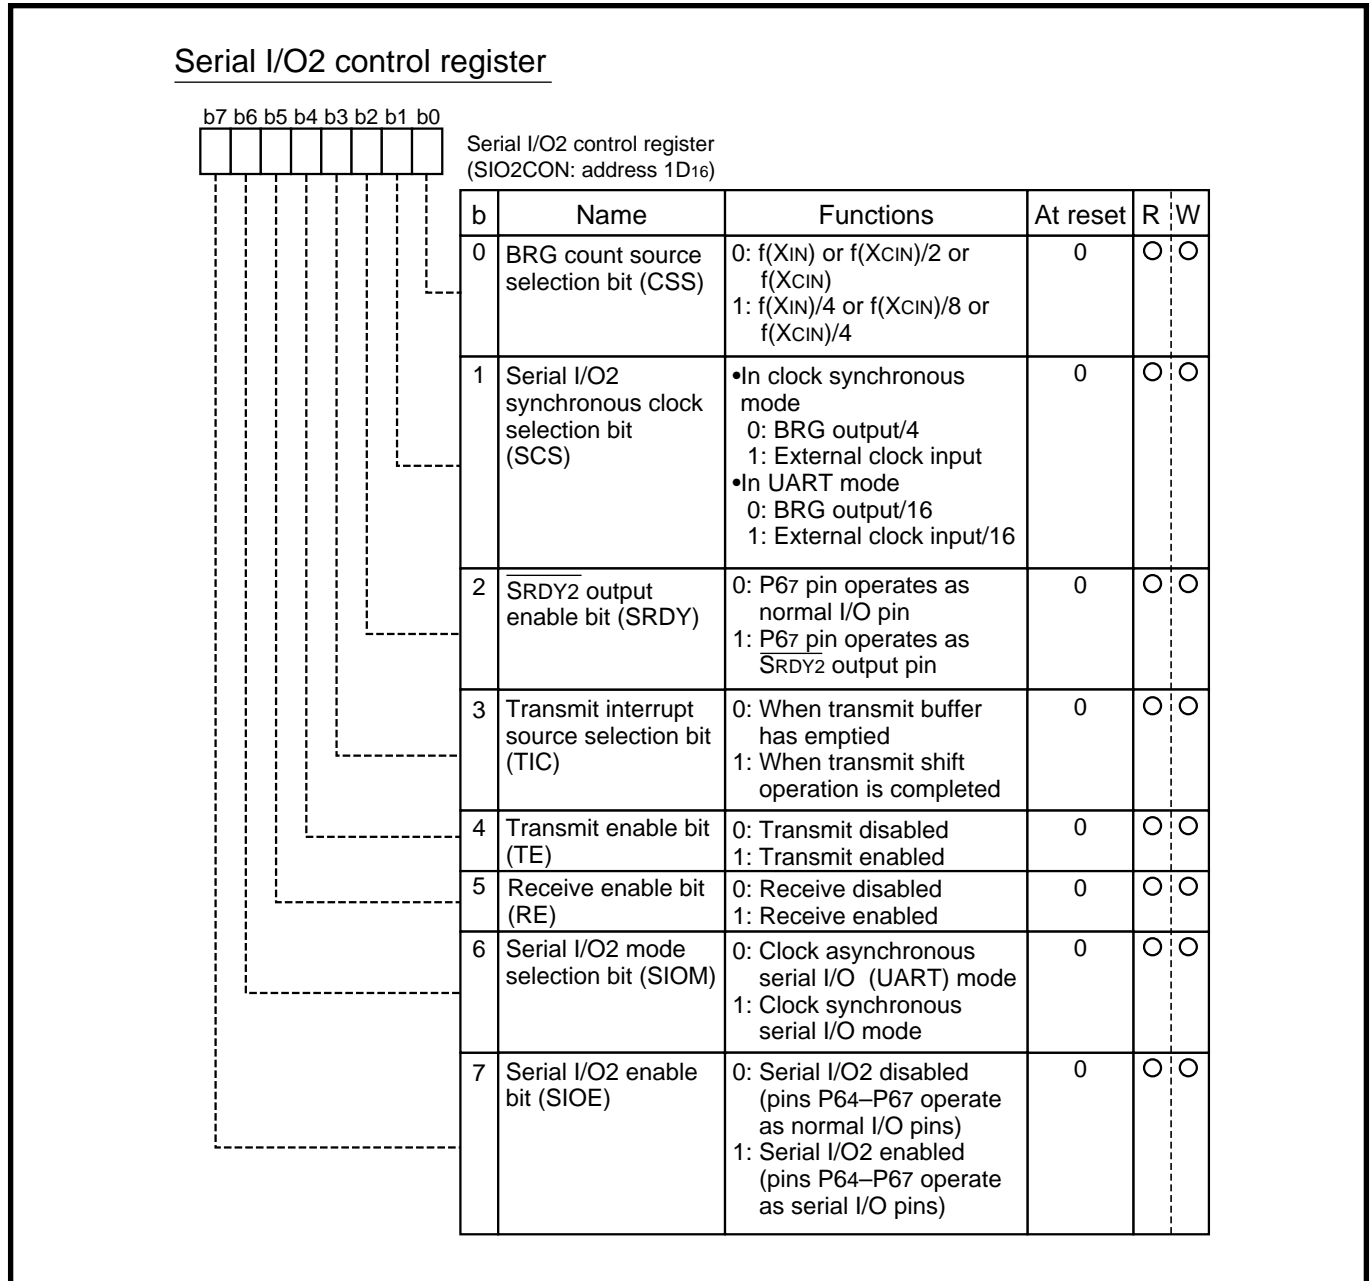 Serial I/O2 control register
b7 b6 b5 b4 b3 b2 b1 b0
Serial I/O2 control register
(SIO2CON: address 1D16)
b Name Functions At reset R W
0 BRG count source 0: f(XIN) or f(XCIN)/2 or 0 O O
selection bit (CSS) f(XCIN)
1: f(XIN)/4 or f(XCIN)/8 or
f(XCIN)/4
1 Serial I/O2 •In clock synchronous 0 O O
synchronous clock mode
selection bit 0: BRG output/4
(SCS) 1: External clock input
•In UART mode
0: BRG output/16
1: External clock input/16
2 SRDY2 output 0: P67 pin operates as 0 O O
enable bit (SRDY) normal I/O pin
1: P67 pin operates as
SRDY2 output pin
3 Transmit interrupt 0: When transmit buffer 0 O O
source selection bit has emptied
(TIC) 1: When transmit shift
operation is completed
4 Transmit enable bit 0: Transmit disabled 0 O O
(TE) 1: Transmit enabled
5 Receive enable bit 0: Receive disabled 0 O O
(RE) 1: Receive enabled
6 Serial I/O2 mode 0: Clock asynchronous 0 O O
selection bit (SIOM) serial I/O (UART) mode
1: Clock synchronous
serial I/O mode
7 Serial I/O2 enable 0: Serial I/O2 disabled 0 O O
bit (SIOE) (pins P64–P67 operate
as normal I/O pins)
1: Serial I/O2 enabled
(pins P64–P67 operate
as serial I/O pins)